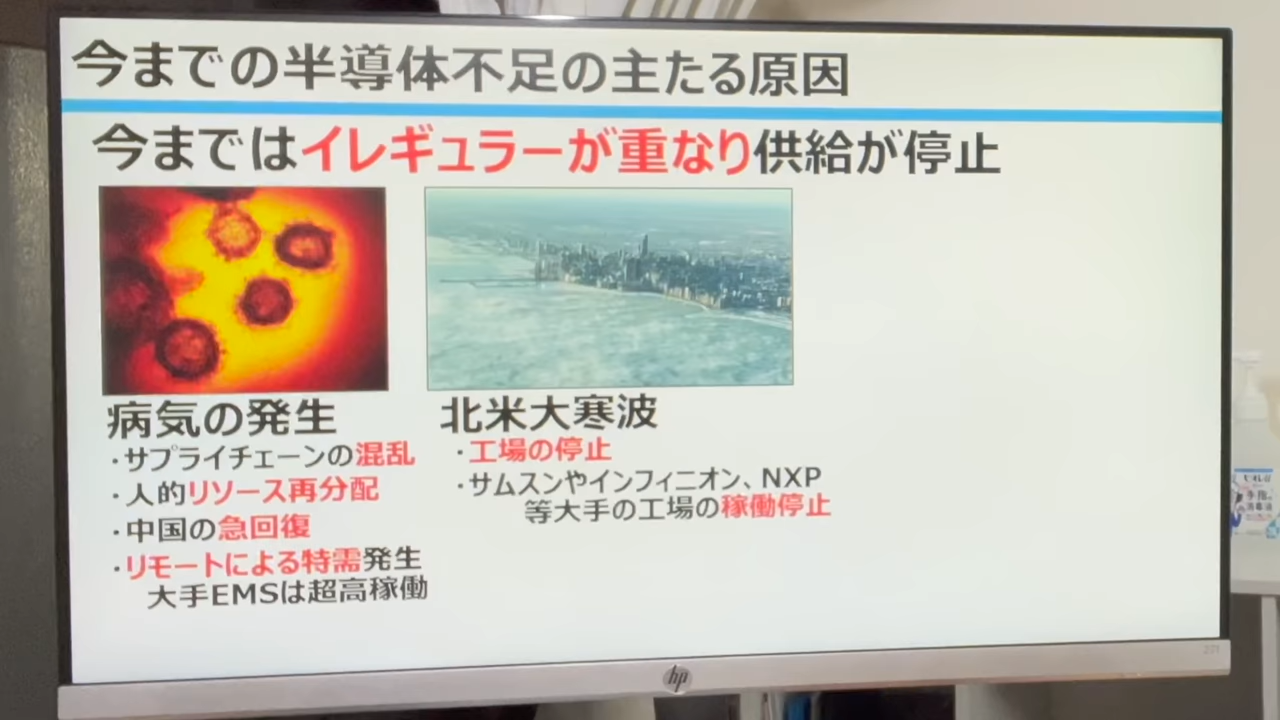 今までの半導体不足の主たる原因
今まではイレギュラーが重なり供給が停止
病気の発生
・サプライチェーンの混乱
・人的リソース再分配
・中国の急回復
・リモートによる特需発生
大手EMSは超高稼働
北米大寒波
・工場の停止
・サムスンやインフィニオン、NXP
等大手の工場の稼働停止
hp